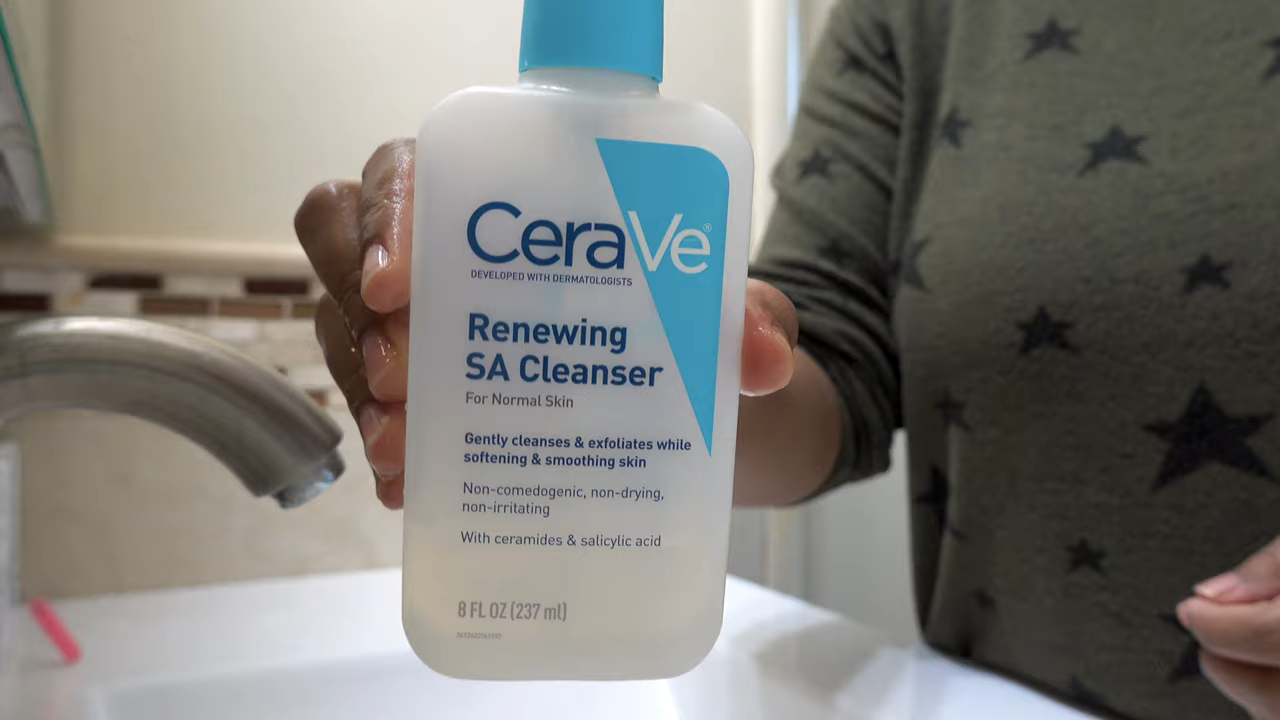 CeraVe®
DEVELOPED WITH DERMATOLOGISTS
Renewing
SA Cleanser
For Normal Skin
Gently cleanses & exfoliates while
softening & smoothing skin
Non-comedogenic, non-drying,
non-irritating
With ceramides & salicylic acid
8 FL OZ (237 ml)